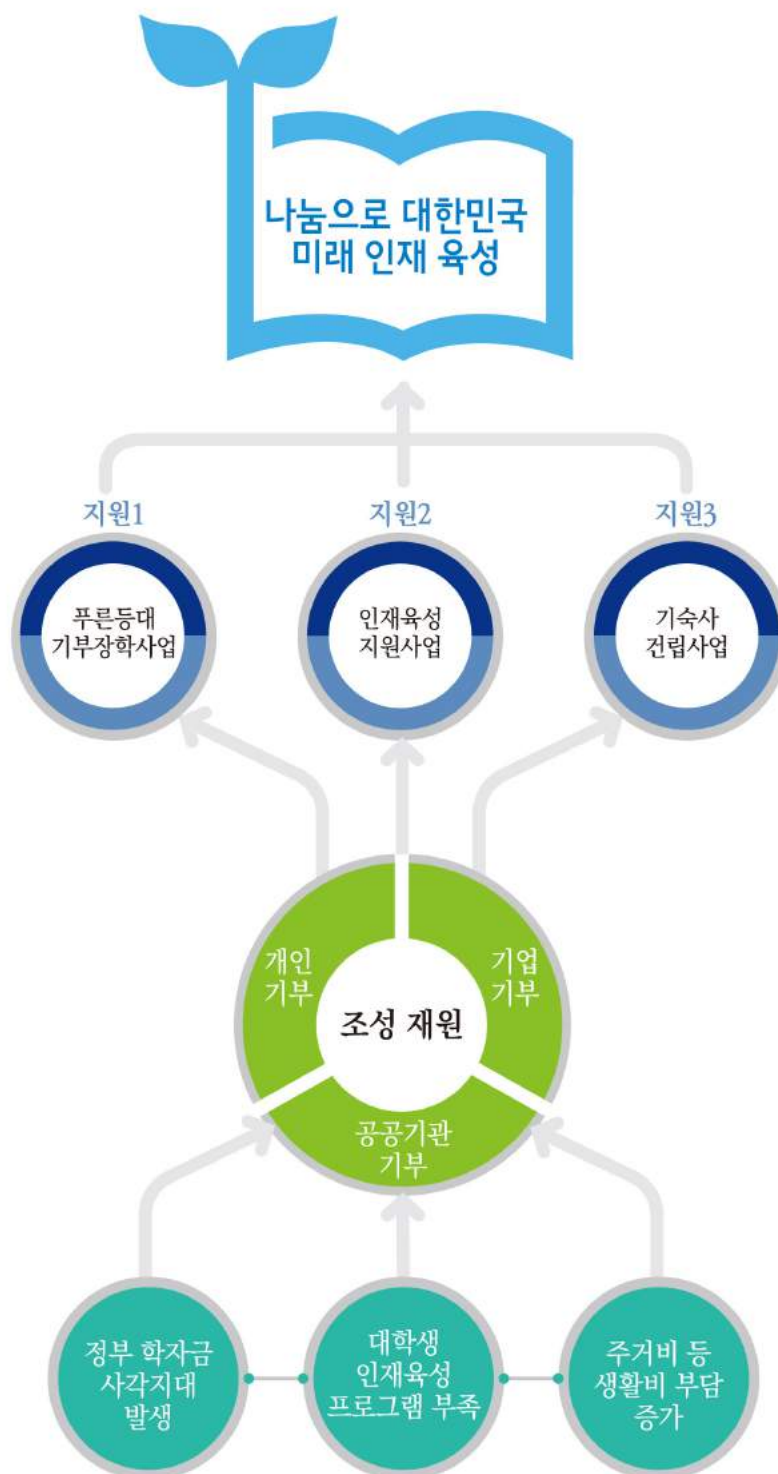 나눔으로 대한민국
미래 인재 육성
지원1
지원2
지원3
푸른등대
기부장학사업
인재육성
지원사업
기숙사
건립사업
개인
기부
기업
기부
조성 재원
공공기관
기부
정부 학자금
사각지대
발생
대학생
인재육성
프로그램 부족
주거비 등
생활비 부담
증가